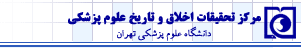 مرکز تحقیقات اخلاق و تاریخ علوم پزشکی
دانشگاه علوم پزشکی تهران